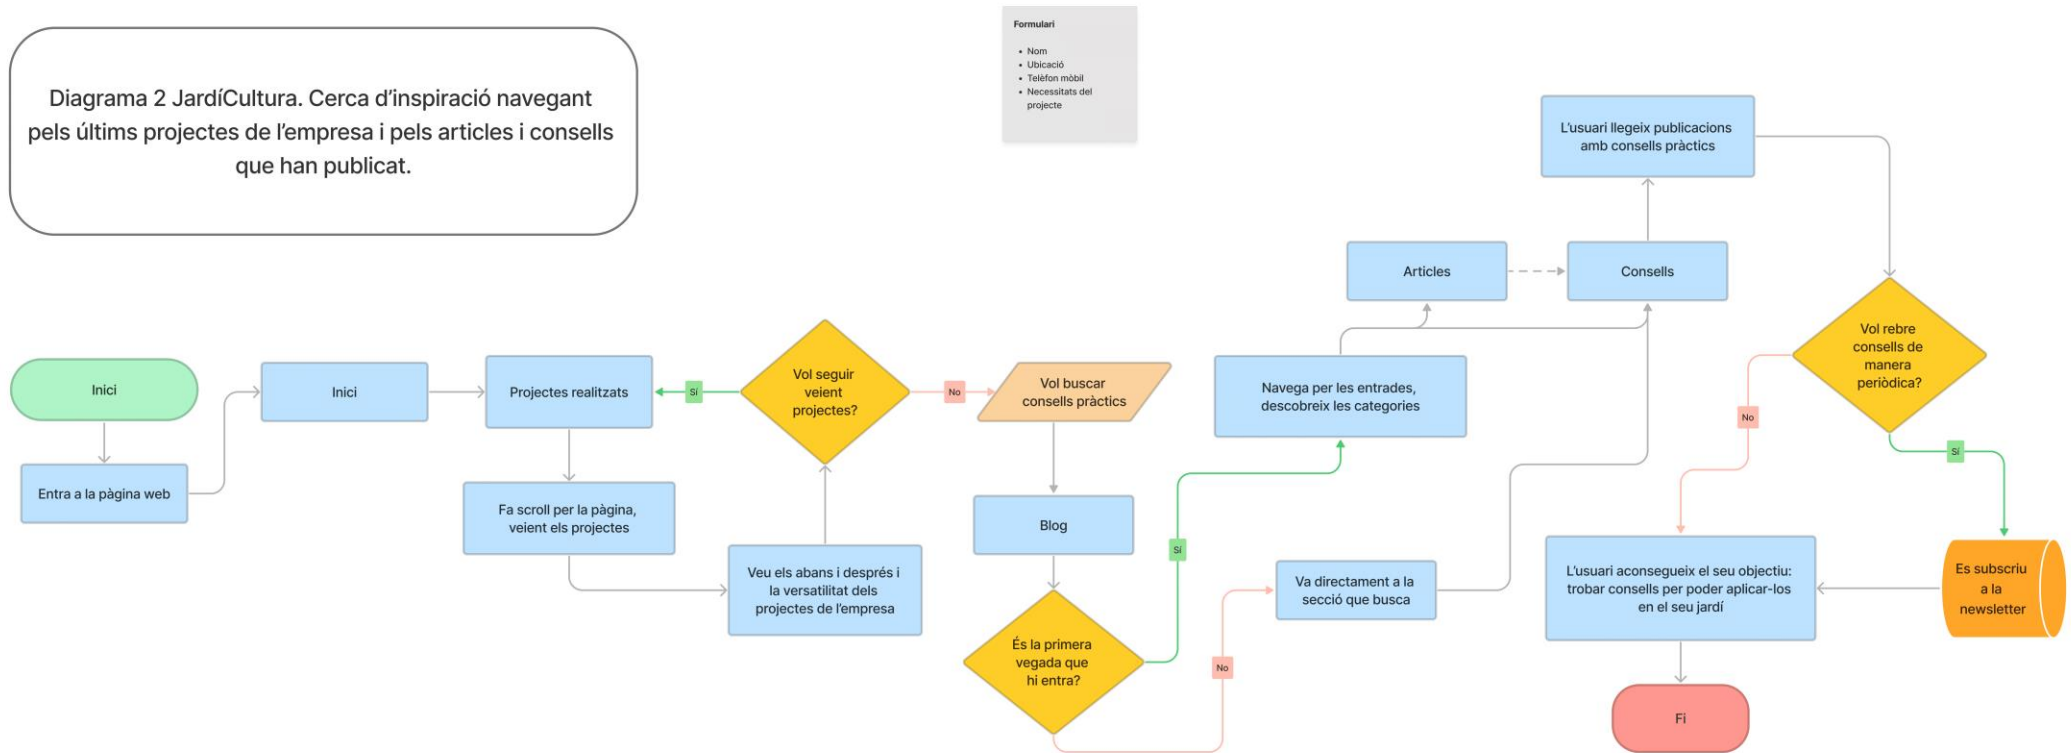 Diagrama 2 JardíCultura. Cerca d'inspiració navegant
pels últims projectes de l'empresa i pels articles i consells
que han publicat.
Formulari
• Nom
• Ubicació
• Telèfon mòbil
• Necessitats del
projecte
Inici
Entra a la pàgina web
Inici
Projectes realitzats
Fa scroll per la pàgina,
veient els projectes
Veu els abans i després i
la versatilitat dels
projectes de l'empresa
Vol seguir
veient
projectes?
Sí
No
Vol buscar
consells pràctics
Blog
És la primera
vegada que
hi entra?
Sí
No
Navega per les entrades,
descobreix les categories
Va directament a la
secció que busca
Articles
Consells
L'usuari llegeix publicacions
amb consells pràctics
Vol rebre
consells de
manera
periòdica?
No
Sí
Es subscriu
a la
newsletter
L'usuari aconsegueix el seu objectiu:
trobar consells per poder aplicar-los
en el seu jardí
Fi